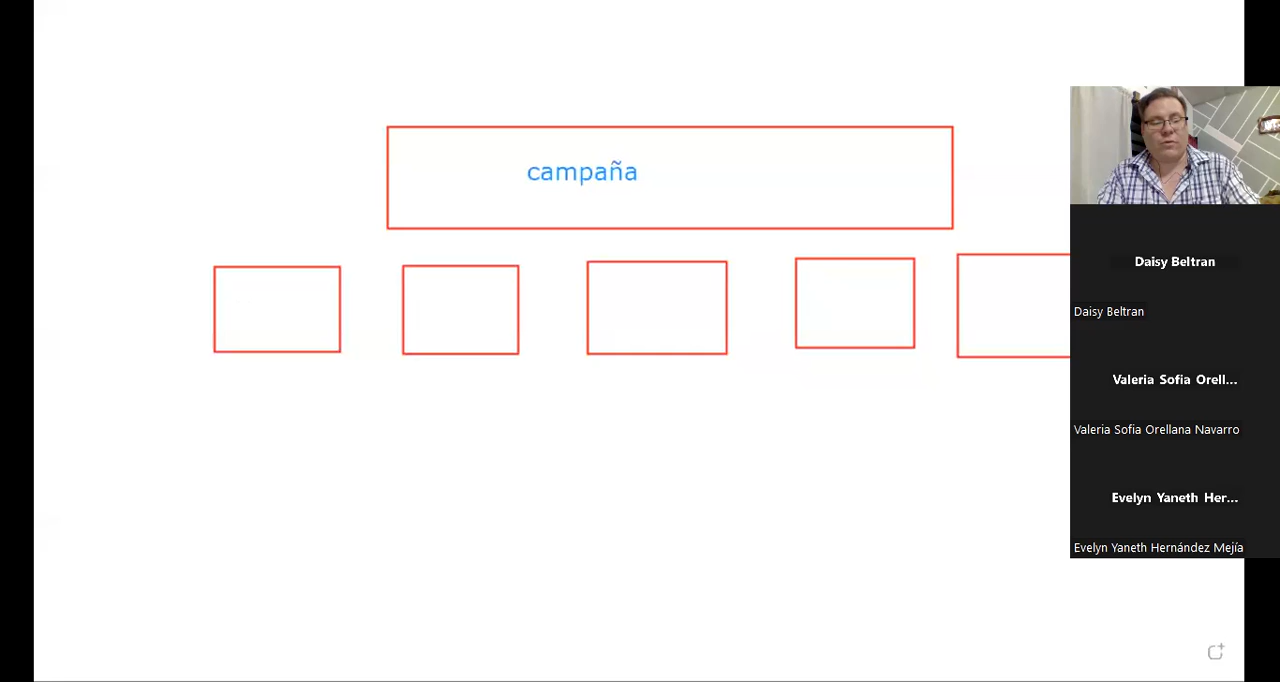 campaña
Daisy Beltran
Daisy Beltran
Valeria Sofia Orell...
Valeria Sofia Orellana Navarro
Evelyn Yaneth Her...
Evelyn Yaneth Hernández Mejía